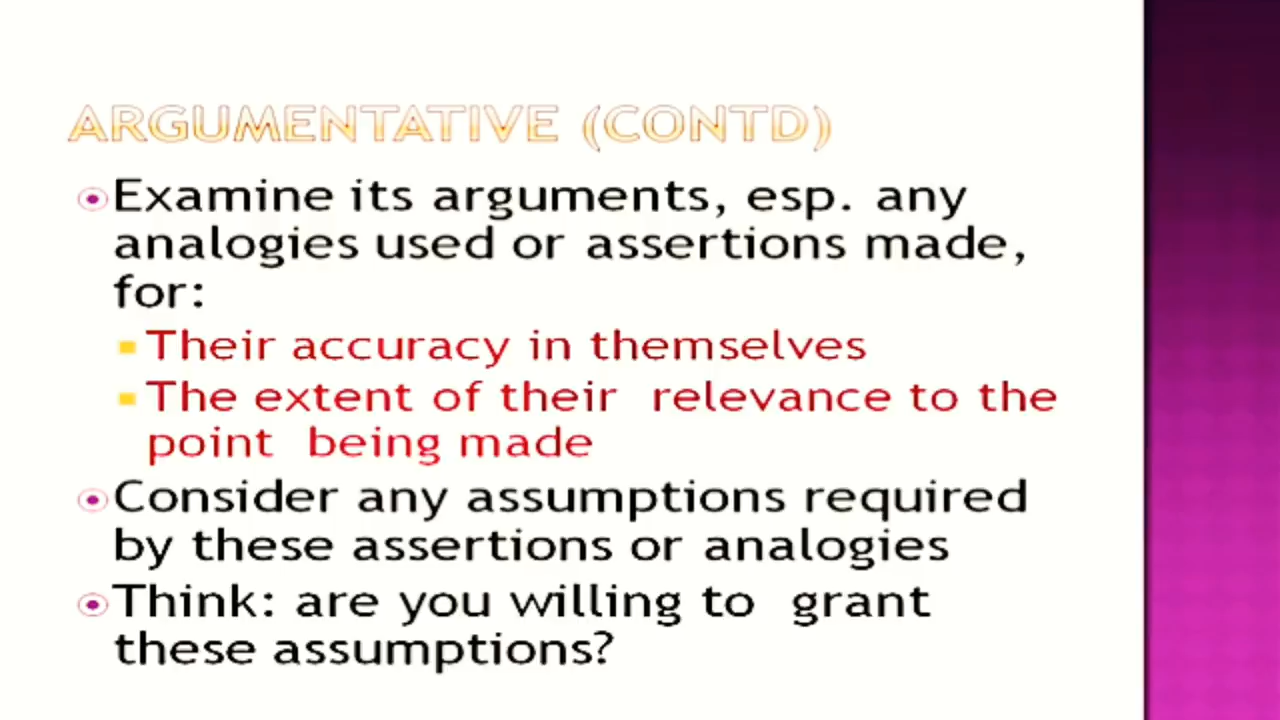 ARGUMENTATIVE (CONTD)
Examine its arguments, esp. any
analogies used or assertions made,
for:
Their accuracy in themselves
The extent of their relevance to the
point being made
Consider any assumptions required
by these assertions or analogies
Think: are you willing to grant
these assumptions?